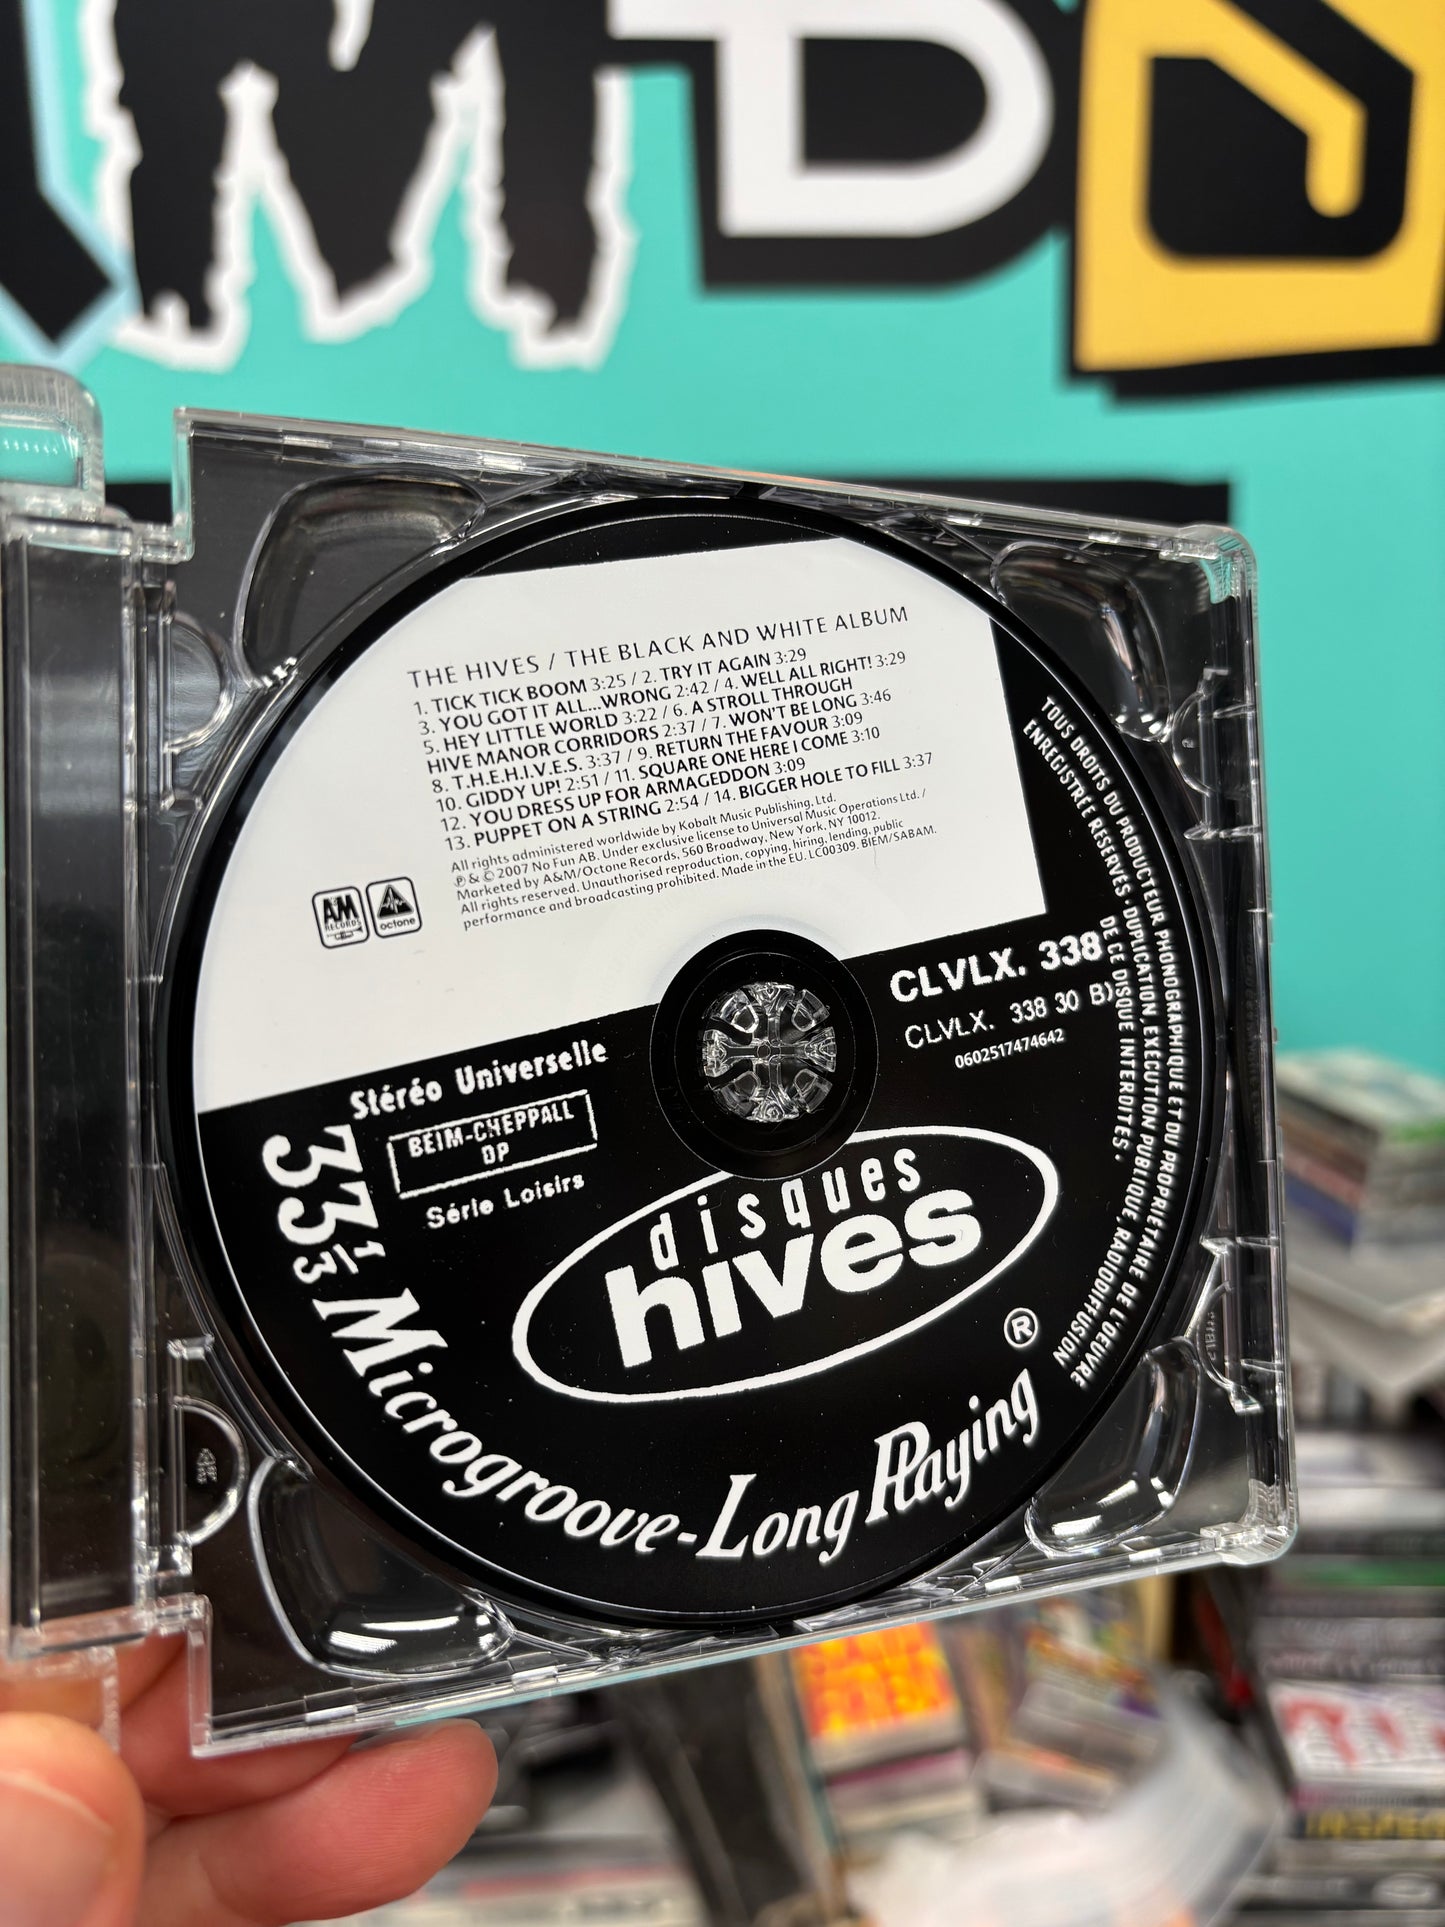 THE HIVES / THE BLACK AND WHITE ALBUM
1. TICK TICK BOOM 3:25 / 2. TRY IT AGAIN 3:29
3. YOU GOT IT ALL...WRONG 2:42 / 4. WELL ALL RIGHT! 3:29
5. HEY LITTLE WORLD 3:22 / 6. A STROLL THROUGH
HIVE MANOR CORRIDORS 2:37 / 7. WON'T BE LONG 3:46
8. T.H.E.H.I.V.E.S. 3:37 / 9. RETURN THE FAVOUR 3:09
10. GIDDY UP! 2:51 / 11. SQUARE ONE HERE I COME 3:10
12. YOU DRESS UP FOR ARMAGEDDON 3:09
13. PUPPET ON A STRING 2:54 / 14. BIGGER HOLE TO FILL 3:37
All rights administered worldwide by Kobalt Music Publishing, Ltd.
℗ & © 2007 No Fun AB. Under exclusive license to Universal Music Operations Ltd. /
Marketed by A&M/Octone Records, 560 Broadway, New York, NY 10012.
All rights reserved. Unauthorised reproduction, copying, hiring, lending, public
performance and broadcasting prohibited. Made in the EU. LC00309. BIEM/SABAM.
A&M
RECORDS
octone
CLVLX. 338
CLVLX. 338 30 B)
0602517474642
Stéréo Universelle
BEIM-CHEPPALL
DP
Série Loisirs
disques
hives
®
33 1/3 Microgroove-Long Playing
TOUS DROITS DU PRODUCTEUR PHONOGRAPHIQUE ET DU PROPRIÉTAIRE DE L'OEUVRE
ENREGISTRÉE RESERVÉS. DUPLICATION, EXÉCUTION PUBLIQUE, RADIODIFFUSION
DE CE DISQUE INTERDITES.